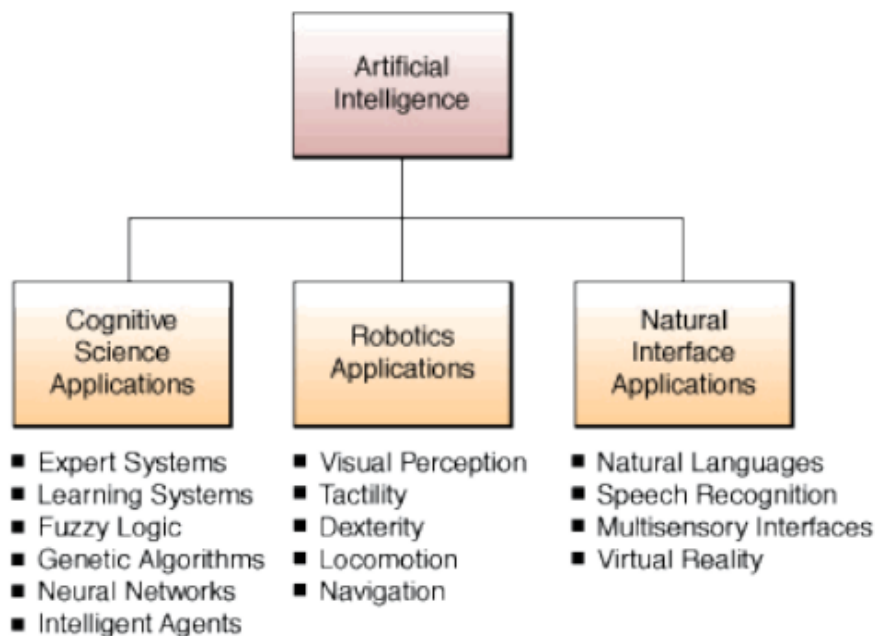 Artificial
Intelligence
Cognitive
Science
Applications
Robotics
Applications
Natural
Interface
Applications
■ Expert Systems
■ Learning Systems
■ Fuzzy Logic
■ Genetic Algorithms
■ Neural Networks
■ Intelligent Agents
■ Visual Perception
■ Tactility
■ Dexterity
■ Locomotion
■ Navigation
■ Natural Languages
■ Speech Recognition
■ Multisensory Interfaces
■ Virtual Reality